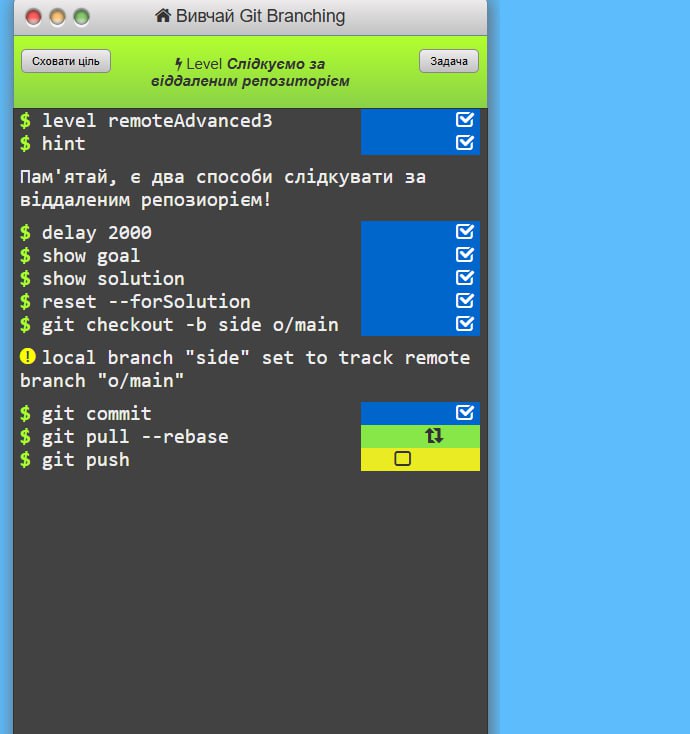 Вивчай Git Branching
Сховати ціль
Level Слідкуємо за
віддаленим репозиторієм
Задача
$ level remoteAdvanced3
$ hint
Пам'ятай, є два способи слідкувати за
віддаленим репозиорієм!
$ delay 2000
$ show goal
$ show solution
$ reset --forSolution
$ git checkout -b side o/main
local branch "side" set to track remote
branch "o/main"
$ git commit
$ git pull --rebase
$ git push